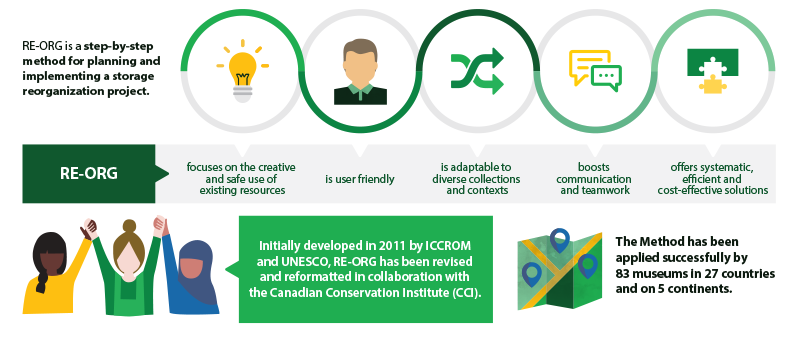 RE-ORG is a step-by-step
method for planning and
implementing a storage
reorganization project.
RE-ORG
focuses on the creative
and safe use of
existing resources
is user friendly
is adaptable to
diverse collections
and contexts
boosts
communication
and teamwork
offers systematic,
efficient and
cost-effective solutions
Initially developed in 2011 by ICCROM
and UNESCO, RE-ORG has been revised
and reformatted in collaboration with
the Canadian Conservation Institute (CCI).
The Method has been
applied successfully by
83 museums in 27 countries
and on 5 continents.